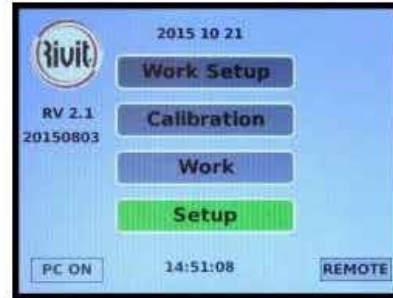 Rivit
2015 10 21
Work Setup
RV 2.1
20150803
Calibration
Work
Setup
PC ON
14:51:08
REMOTE